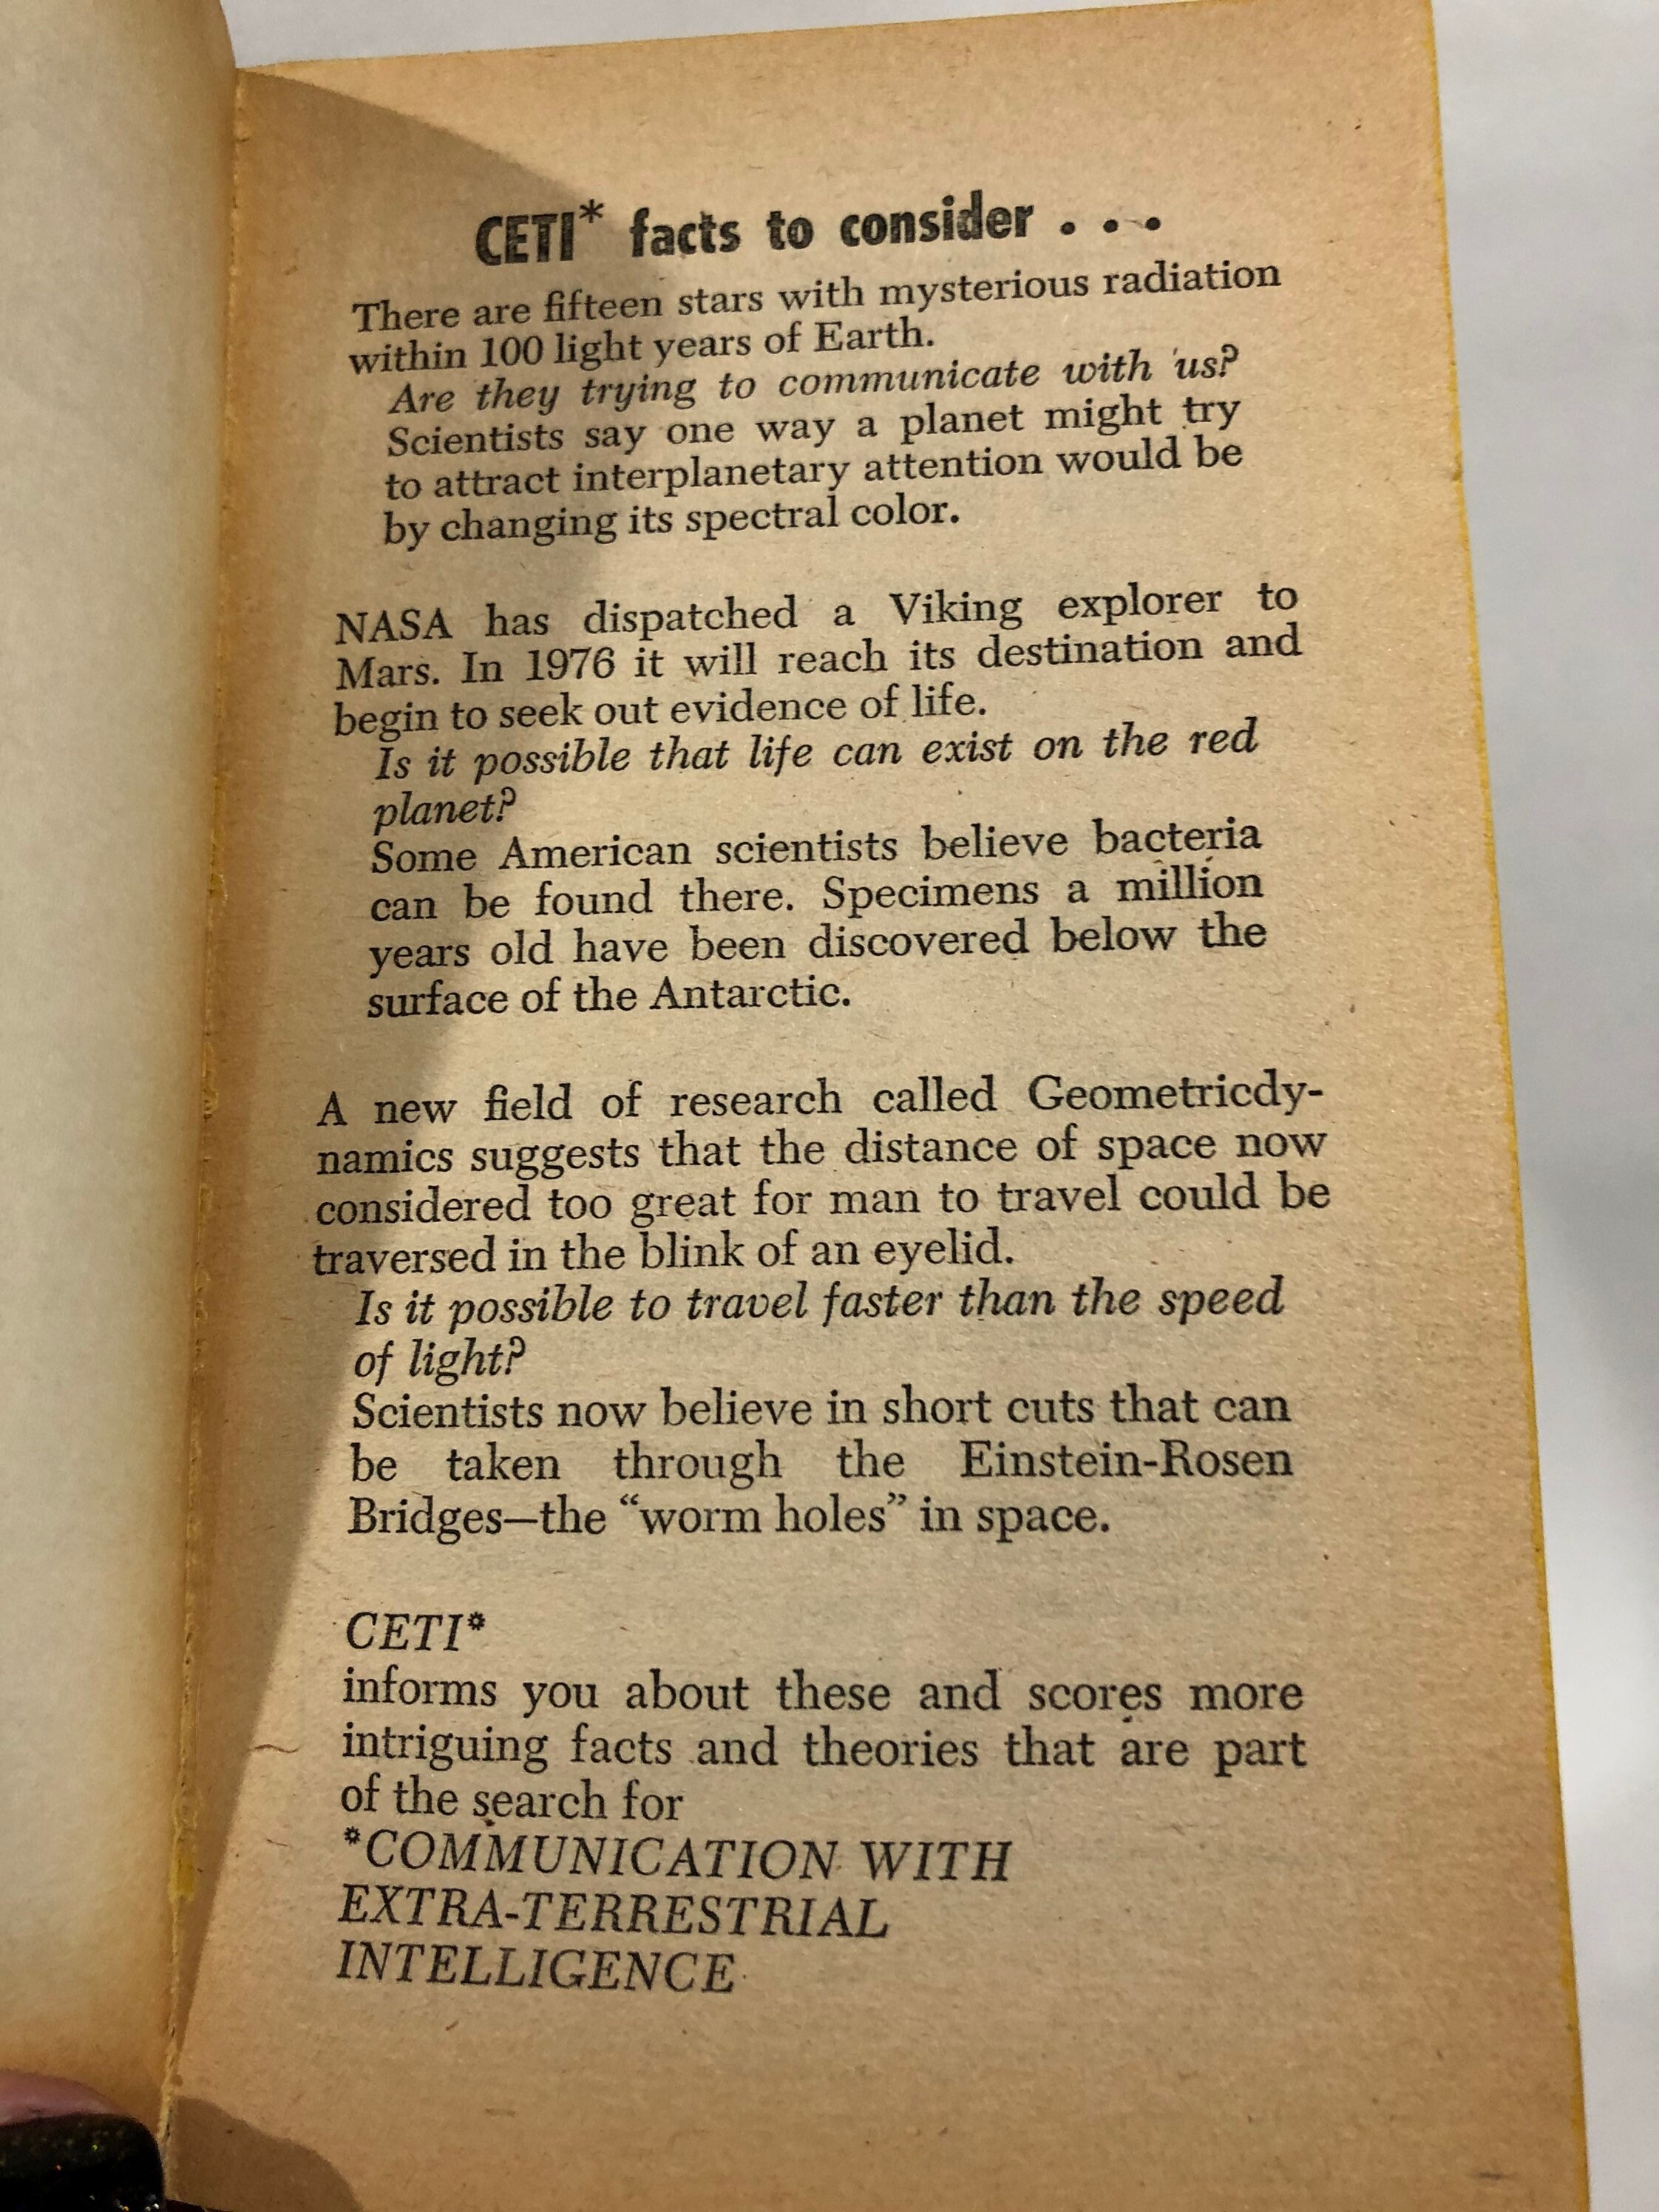 CETI* facts to consider . . .
There are fifteen stars with mysterious radiation
within 100 light years of Earth.
Are they trying to communicate with us?
Scientists say one way a planet might try
to attract interplanetary attention would be
by changing its spectral color.
NASA has dispatched a Viking explorer to
Mars. In 1976 it will reach its destination and
begin to seek out evidence of life.
Is it possible that life can exist on the red
planet?
Some American scientists believe bacteria
can be found there. Specimens a million
years old have been discovered below the
surface of the Antarctic.
A new field of research called Geometricdy-
namics suggests that the distance of space now
considered too great for man to travel could be
traversed in the blink of an eyelid.
Is it possible to travel faster than the speed
of light?
Scientists now believe in short cuts that can
be taken through the Einstein-Rosen
Bridges—the “worm holes” in space.
CETI*
informs you about these and scores more
intriguing facts and theories that are part
of the search for
*COMMUNICATION WITH
EXTRA-TERRESTRIAL
INTELLIGENCE